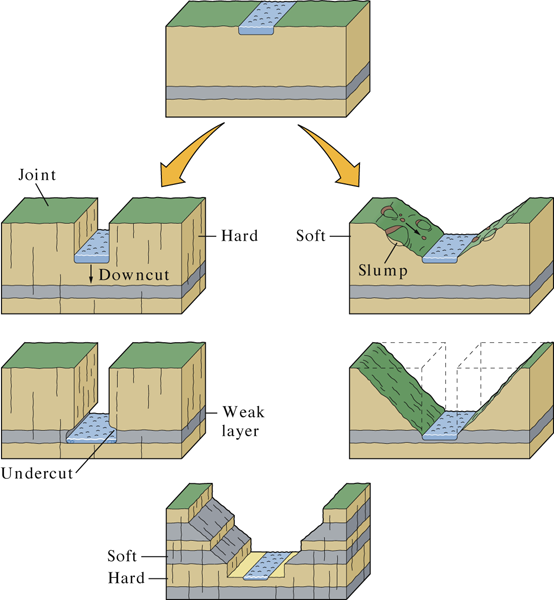 Joint
Hard
Downcut
Soft
Slump
Weak
layer
Undercut
Soft
Hard